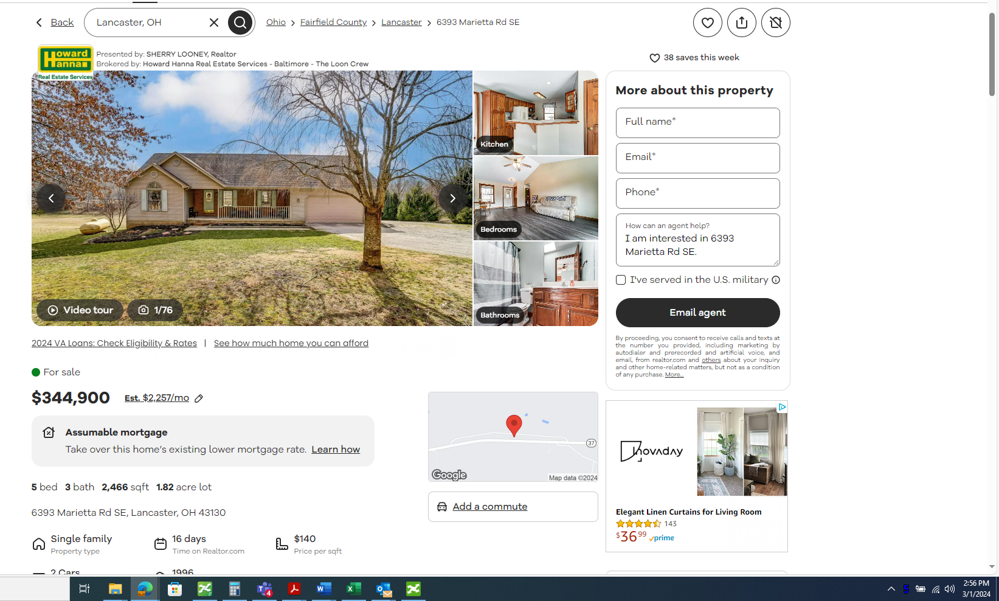 Back
Lancaster, OH
Ohio > Fairfield County > Lancaster > 6393 Marietta Rd SE
Howard
Hanna
Real Estate Services
Presented by: SHERRY LOONEY, Realtor
Brokered by: Howard Hanna Real Estate Services - Baltimore - The Loon Crew
38 saves this week
Kitchen
Bedrooms
Bathrooms
Video tour
1/76
More about this property
Full name*
Email*
Phone*
How can an agent help?
I am interested in 6393
Marietta Rd SE.
I've served in the U.S. military
Email agent
By proceeding, you consent to receive calls and texts at
the number you provided, including marketing by
autodialer and prerecorded and artificial voice, and
email, from realtor.com and others about your inquiry
and other home-related matters, but not as a condition
of any purchase. More...
2024 VA Loans: Check Eligibility & Rates | See how much home you can afford
For sale
$344,900
Est. $2,257/mo
Assumable mortgage
Take over this home's existing lower mortgage rate. Learn how
5 bed 3 bath 2,466 sqft 1.82 acre lot
6393 Marietta Rd SE, Lancaster, OH 43130
Single family
Property type
16 days
Time on Realtor.com
$140
Price per sqft
2 Cars
1996
37
Google
Map data ©2024
Add a commute
Inovaday
Elegant Linen Curtains for Living Room
143
$36.99 prime
4
2:56 PM
3/1/2024